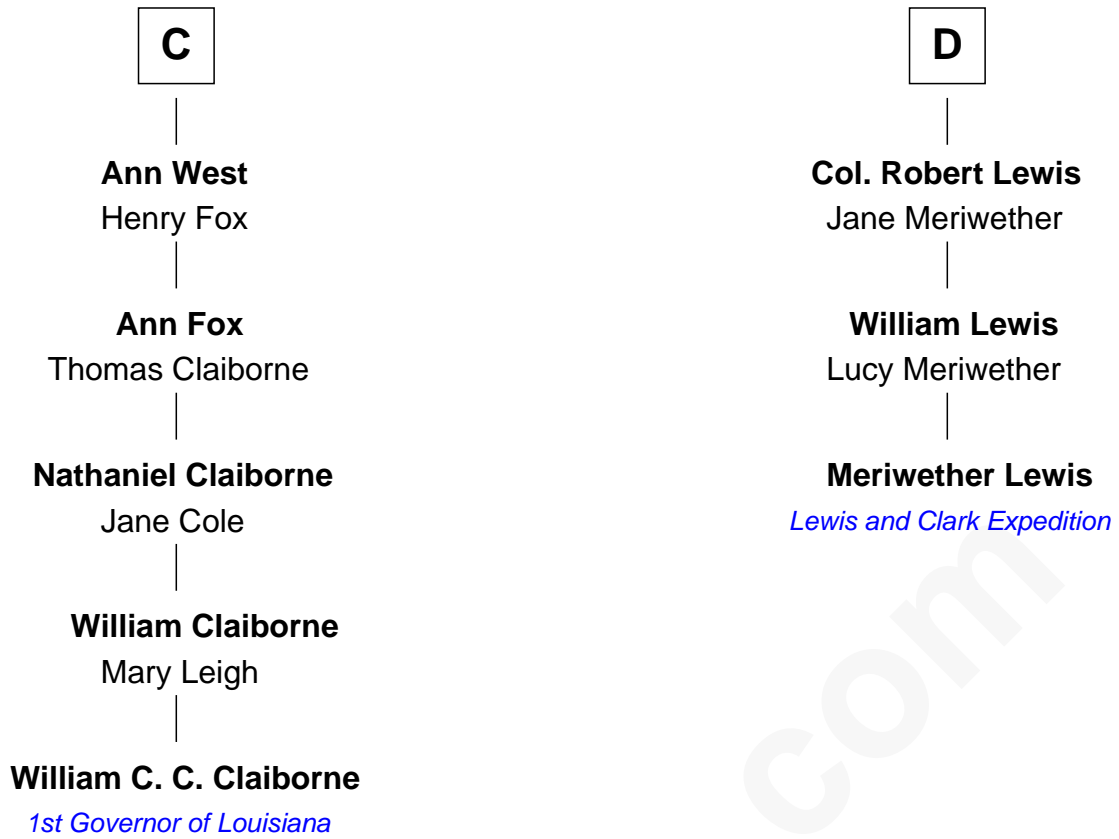 C
Ann West
Henry Fox
Ann Fox
Thomas Claiborne
Nathaniel Claiborne
Jane Cole
William Claiborne
Mary Leigh
William C. C. Claiborne
1st Governor of Louisiana
D
Col. Robert Lewis
Jane Meriwether
William Lewis
Lucy Meriwether
Meriwether Lewis
Lewis and Clark Expedition
com